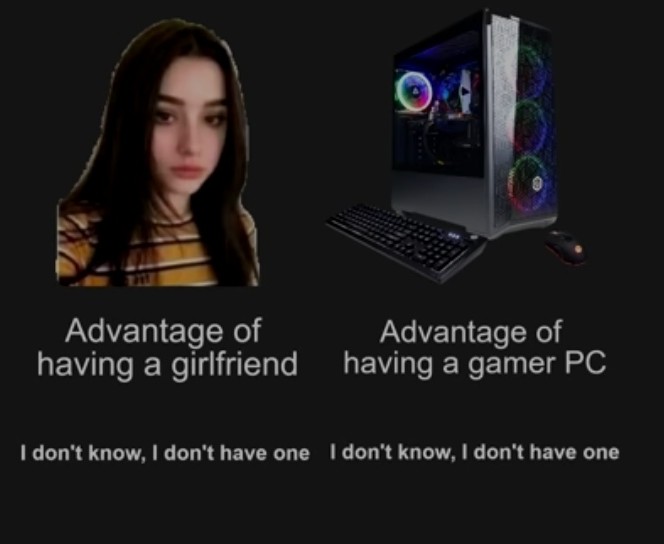 Advantage of
having a girlfriend
Advantage of
having a gamer PC
I don't know, I don't have one
I don't know, I don't have one